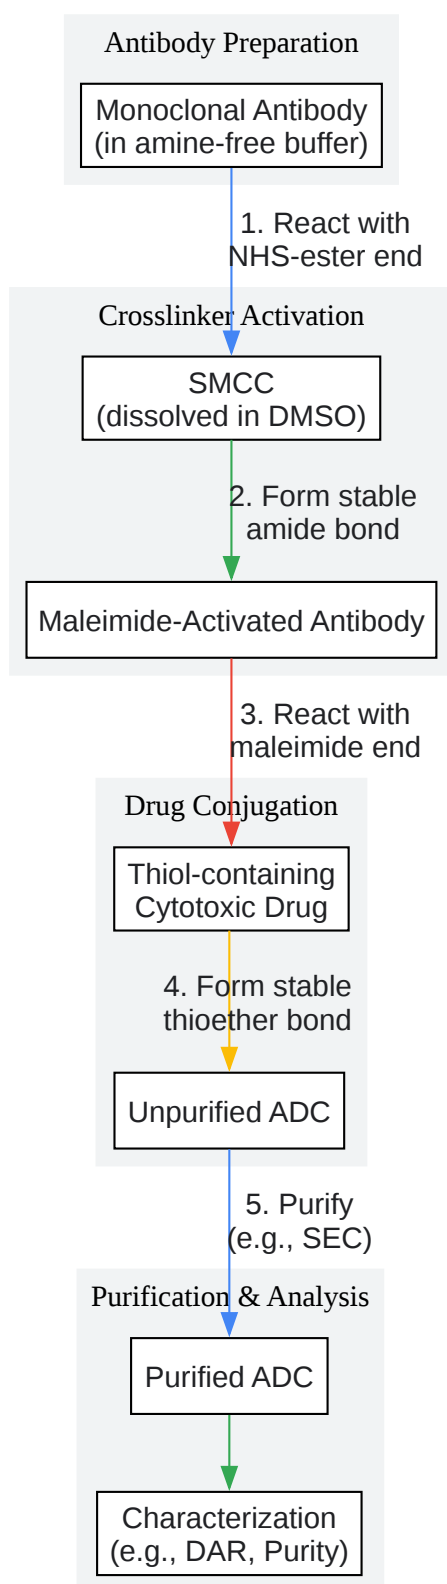 Antibody Preparation
Monoclonal Antibody
(in amine-free buffer)
1. React with
NHS-ester end
Crosslinker Activation
SMCC
(dissolved in DMSO)
2. Form stable
amide bond
Maleimide-Activated Antibody
3. React with
maleimide end
Drug Conjugation
Thiol-containing
Cytotoxic Drug
4. Form stable
thioether bond
Unpurified ADC
5. Purify
(e.g., SEC)
Purification & Analysis
Purified ADC
Characterization
(e.g., DAR, Purity)